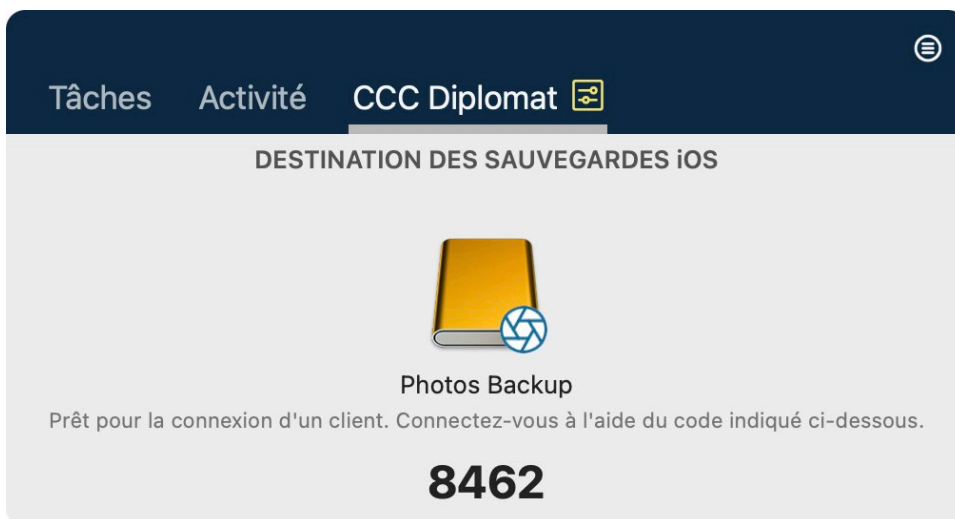 Tâches Activité CCC Diplomat
DESTINATION DES SAUVEGARDES iOS
Photos Backup
Prêt pour la connexion d'un client. Connectez-vous à l'aide du code indiqué ci-dessous.
8462